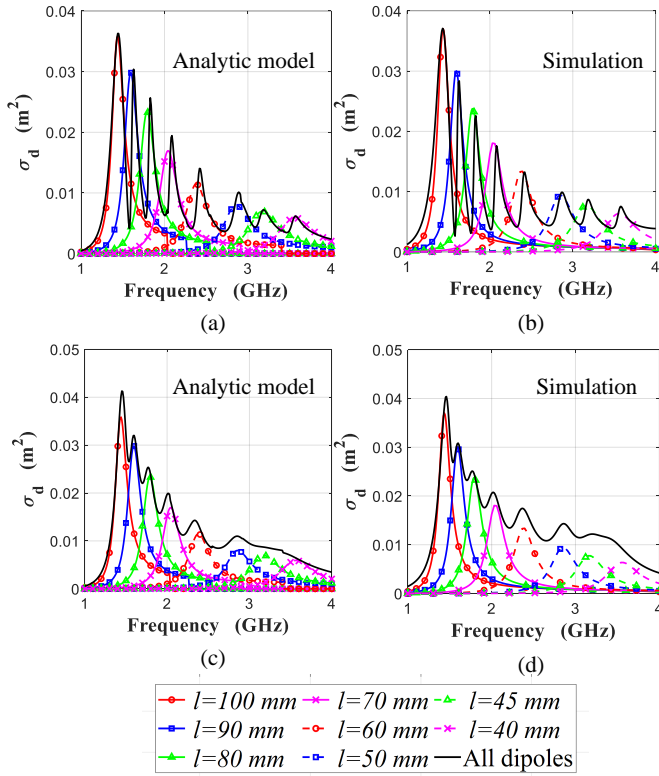 0.04
Analytic model
0.03
0.02
0.01
0
σd (m²)
1 2 3 4
Frequency (GHz)
(a)
0.04
Simulation
0.03
0.02
0.01
0
σd (m²)
1 2 3 4
Frequency (GHz)
(b)
0.05
Analytic model
0.04
0.03
0.02
0.01
0
σd (m²)
1 2 3 4
Frequency (GHz)
(c)
0.05
Simulation
0.04
0.03
0.02
0.01
0
σd (m²)
1 2 3 4
Frequency (GHz)
(d)
l=100 mm l=70 mm l=45 mm
l=90 mm l=60 mm l=40 mm
l=80 mm l=50 mm All dipoles